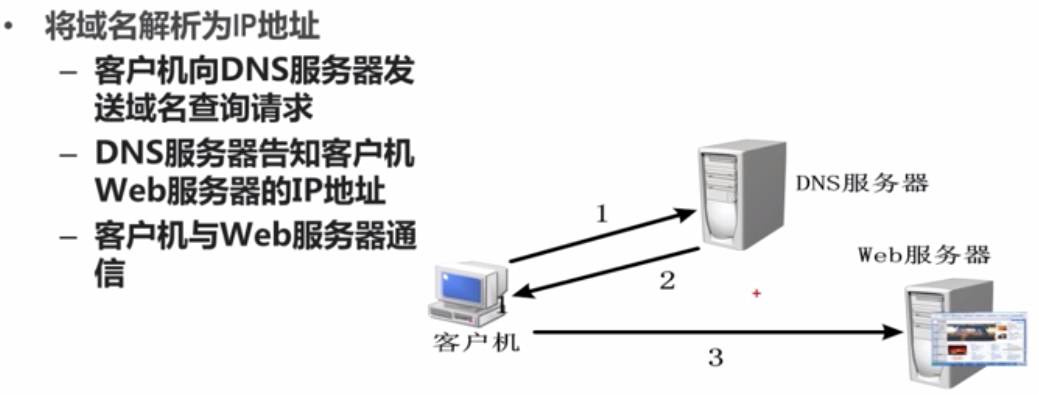 • 将域名解析为IP地址
– 客户机向DNS服务器发
送域名查询请求
– DNS服务器告知客户机
Web服务器的IP地址
– 客户机与Web服务器通
信
DNS服务器
1
Web服务器
2
客户机
3